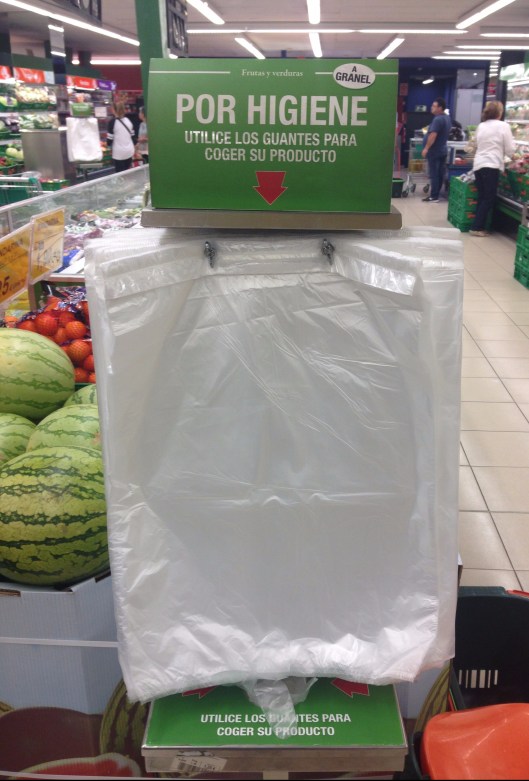 Frutas y verduras
A
GRANEL
POR HIGIENE
UTILICE LOS GUANTES PARA
COGER SU PRODUCTO
UTILICE LOS GUANTES PARA
COGER SU PRODUCTO